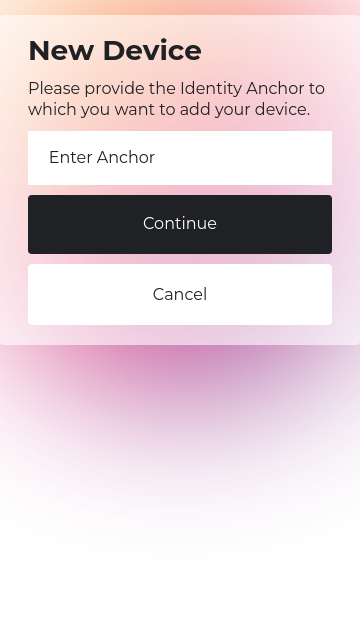 New Device
Please provide the Identity Anchor to
which you want to add your device.
Enter Anchor
Continue
Cancel